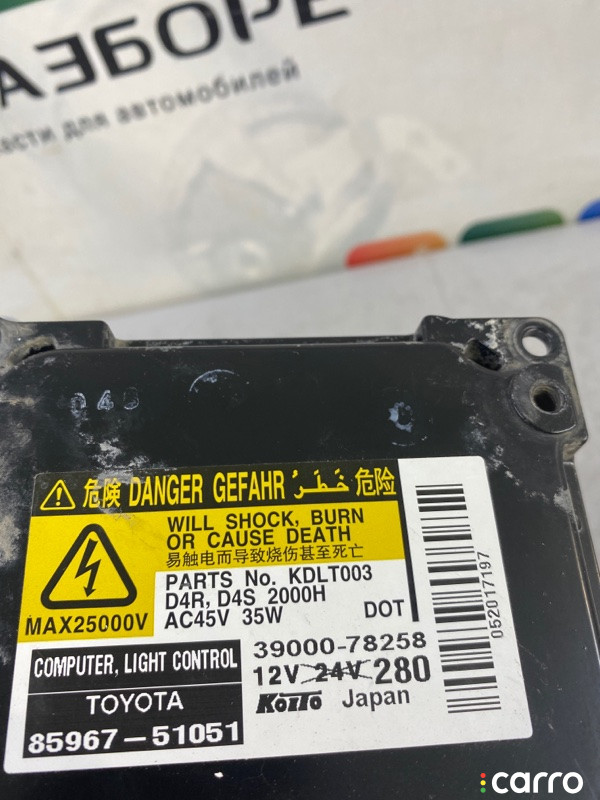 АЗБОРЕ
сти для автомобилей
040
危険 DANGER GEFAHR خَطَرْ 危险
WILL SHOCK, BURN
OR CAUSE DEATH
易触电而导致烧伤甚至死亡
MAX25000V
PARTS No. KDLT003
D4R, D4S 2000H
AC45V 35W
DOT
052017197
COMPUTER, LIGHT CONTROL
TOYOTA
85967-51051
39000-78258
12V 24V 280
KOITO Japan
carro